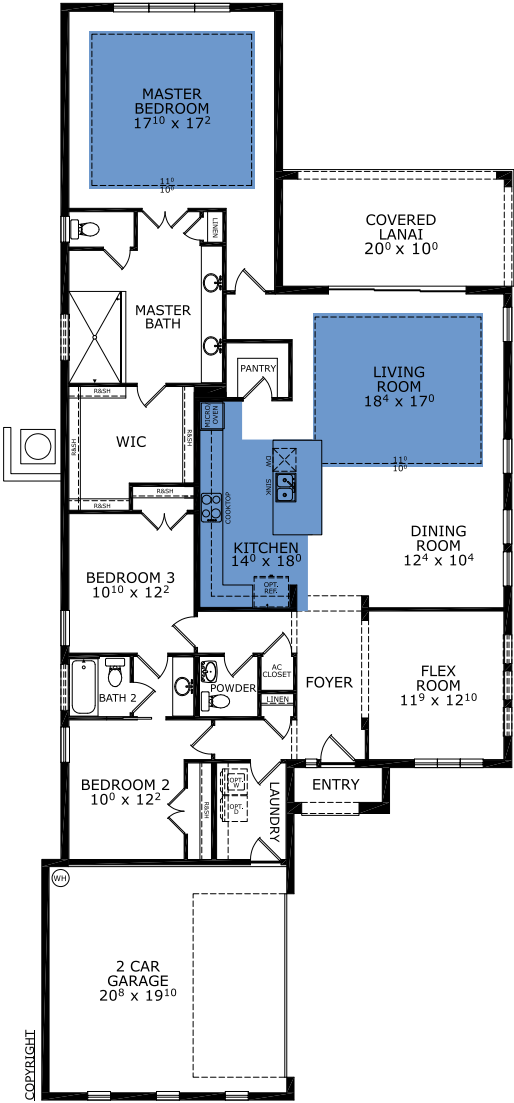 MASTER
BEDROOM
17¹⁰ x 17²
11⁰
10⁰
LINEN
COVERED
LANAI
20⁰ x 10⁰
MASTER
BATH
PANTRY
LIVING
ROOM
18⁴ x 17⁰
11⁰
10⁰
R&SH
R&SH
R&SH
WIC
R&SH
R&SH
MICRO/
OVEN
DW
SINK
COOKTOP
KITCHEN
14⁰ x 18⁰
OPT.
REF.
DINING
ROOM
12⁴ x 10⁴
BEDROOM 3
10¹⁰ x 12²
BATH 2
POWDER
AC
CLOSET
LINEN
FOYER
FLEX
ROOM
11⁹ x 12¹⁰
BEDROOM 2
10⁰ x 12²
R&SH
OPT.
W
OPT.
D
LAUNDRY
ENTRY
WH
2 CAR
GARAGE
20⁸ x 19¹⁰
COPYRIGHT